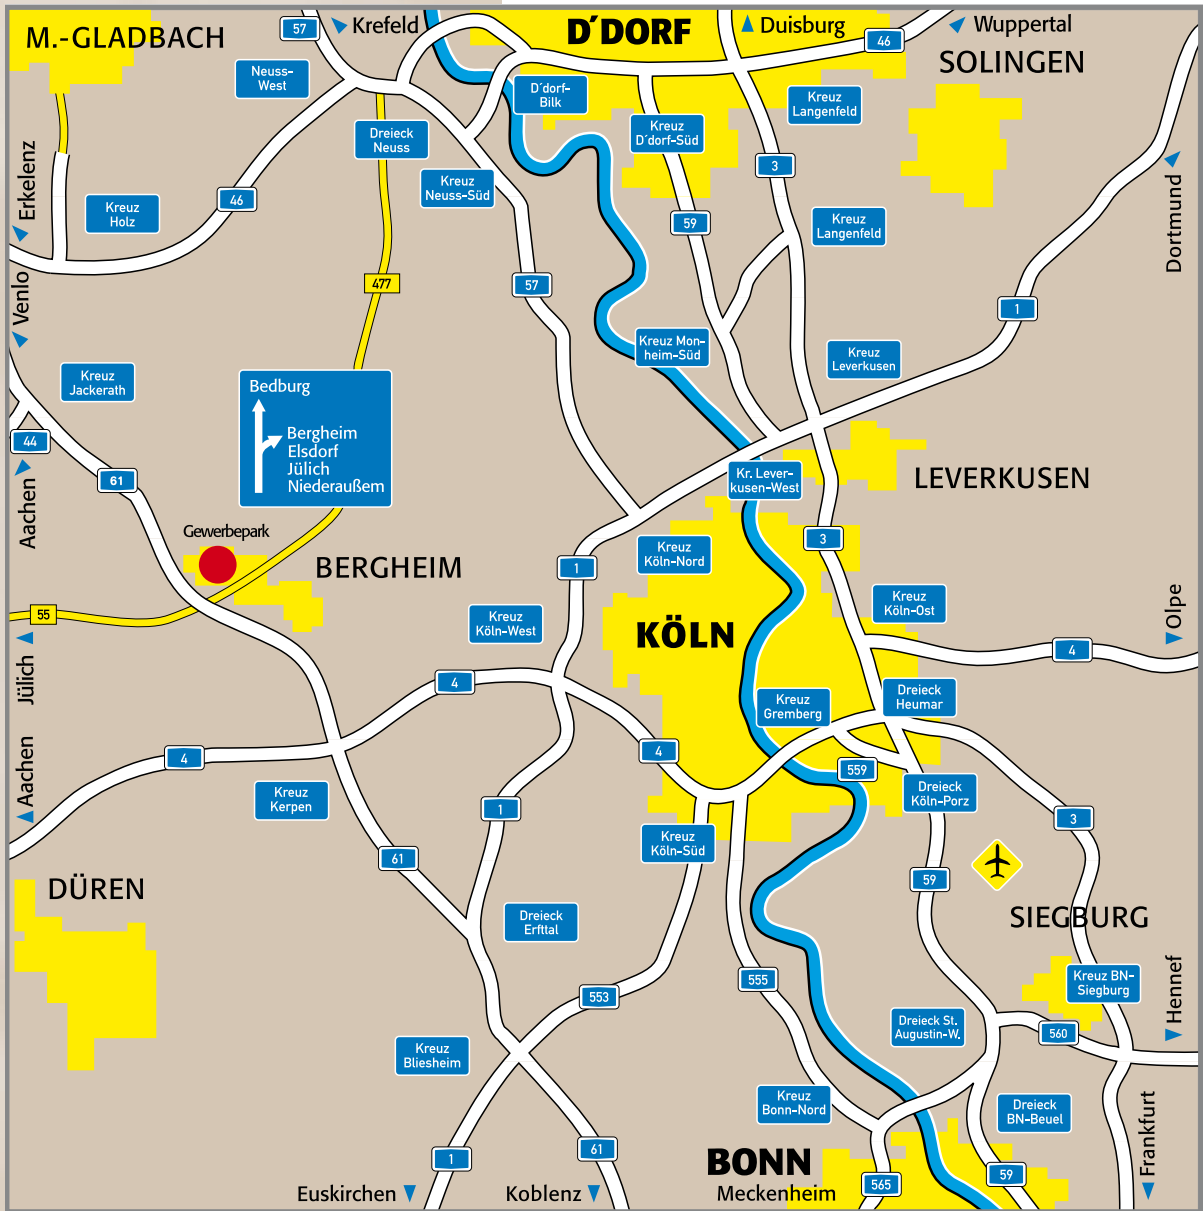 57
Krefeld
D´DORF
Duisburg
Wuppertal
M.-GLADBACH
46
SOLINGEN
Neuss-
West
D´dorf-
Bilk
Kreuz
Langenfeld
Dreieck
Neuss
Kreuz
D´dorf-Süd
3
Erkelenz
Kreuz
Neuss-Süd
46
Kreuz
Holz
59
Kreuz
Langenfeld
Dortmund
Venlo
477
57
1
Kreuz Mon-
heim-Süd
Kreuz
Leverkusen
Kreuz
Jackerath
Bedburg
Bergheim
Elsdorf
Jülich
Niederaußem
44
61
Aachen
Kr. Lever-
kusen-West
LEVERKUSEN
Gewerbepark
BERGHEIM
Kreuz
Köln-Nord
3
1
Kreuz
Köln-Ost
Olpe
55
Kreuz
Köln-West
KÖLN
4
Jülich
4
Kreuz
Gremberg
Dreieck
Heumar
4
4
559
Aachen
Kreuz
Kerpen
1
Dreieck
Köln-Porz
3
Kreuz
Köln-Süd
61
59
DÜREN
Dreieck
Erfttal
SIEGBURG
553
555
Kreuz BN-
Siegburg
Hennef
Dreieck St.
Augustin-W.
560
Kreuz
Bliesheim
Kreuz
Bonn-Nord
Dreieck
BN-Beuel
Frankfurt
1
61
BONN
59
Euskirchen
Koblenz
Meckenheim
565